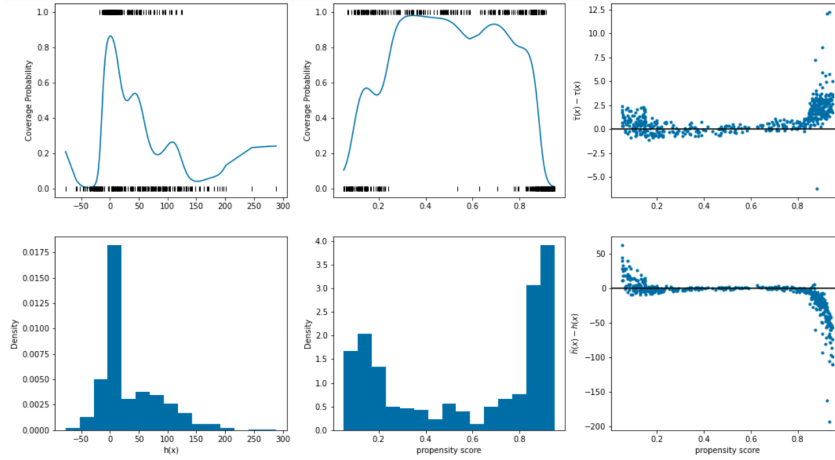 Coverage Probability
1.0
0.8
0.6
0.4
0.2
0.0
−50 0 50 100 150 200 250 300
Coverage Probability
1.0
0.8
0.6
0.4
0.2
0.0
0.2 0.4 0.6 0.8
τ̂(x) − τ(x)
12.5
10.0
7.5
5.0
2.5
0.0
−2.5
−5.0
0.2 0.4 0.6 0.8
propensity score
Density
0.0175
0.0150
0.0125
0.0100
0.0075
0.0050
0.0025
0.0000
−50 0 50 100 150 200 250 300
h(x)
Density
4.0
3.5
3.0
2.5
2.0
1.5
1.0
0.5
0.0
0.2 0.4 0.6 0.8
propensity score
ĥ(x) − h(x)
50
0
−50
−100
−150
−200
0.2 0.4 0.6 0.8
propensity score